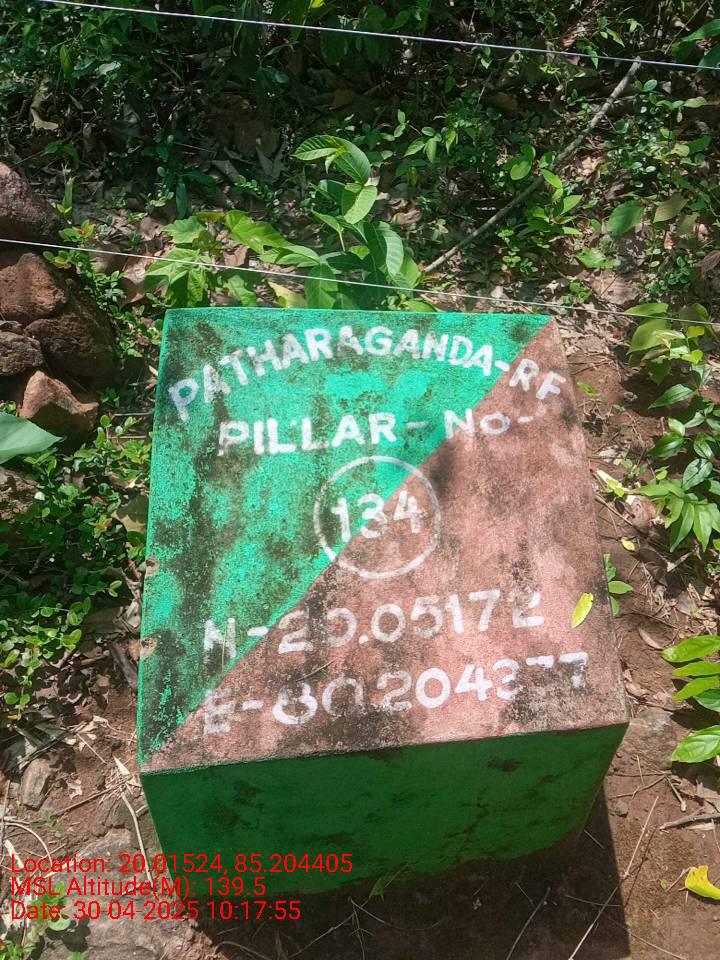 PATHARAGANDA-RF
PILLAR-No-
134
N-20.05172
E-80.204377
Location: 20.01524, 85.204405
MSL Altitude(M): 139.5
Date: 30-04-2025 10:17:55